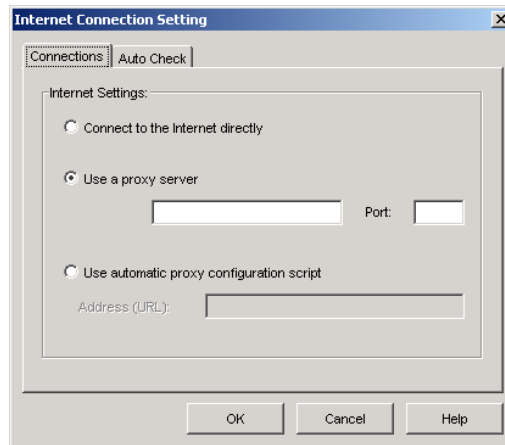 Internet Connection Setting
Connections Auto Check
Internet Settings:
Connect to the Internet directly
Use a proxy server
Port:
Use automatic proxy configuration script
Address (URL):
OK Cancel Help